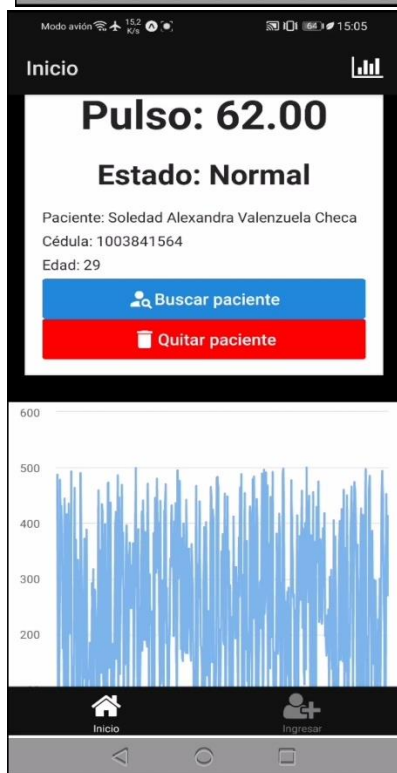 Modo avión 15,2 K/s 64 15:05
Inicio
Pulso: 62.00
Estado: Normal
Paciente: Soledad Alexandra Valenzuela Checa
Cédula: 1003841564
Edad: 29
Buscar paciente
Quitar paciente
600
500
400
300
200
Inicio
Ingresar